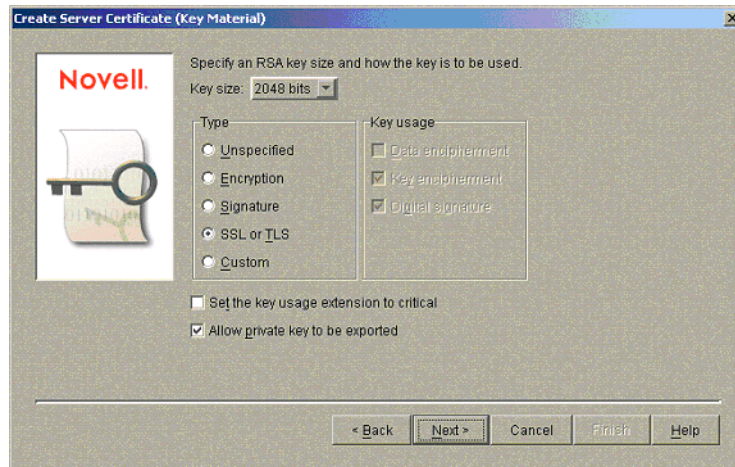 Create Server Certificate (Key Material)
Novell.
Specify an RSA key size and how the key is to be used.
Key size: 2048 bits
Type
Unspecified
Encryption
Signature
SSL or TLS
Custom
Key usage
Data encipherment
Key encipherment
Digital signature
Set the key usage extension to critical
Allow private key to be exported
< Back Next > Cancel Finish Help